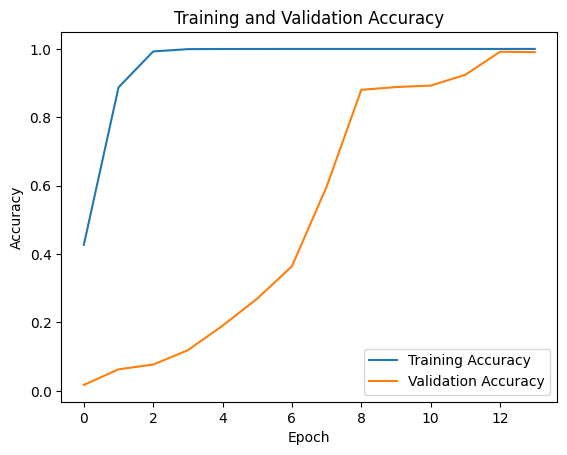 Training and Validation Accuracy
1.0
0.8
0.6
0.4
0.2
0.0
Accuracy
Training Accuracy
Validation Accuracy
0 2 4 6 8 10 12
Epoch